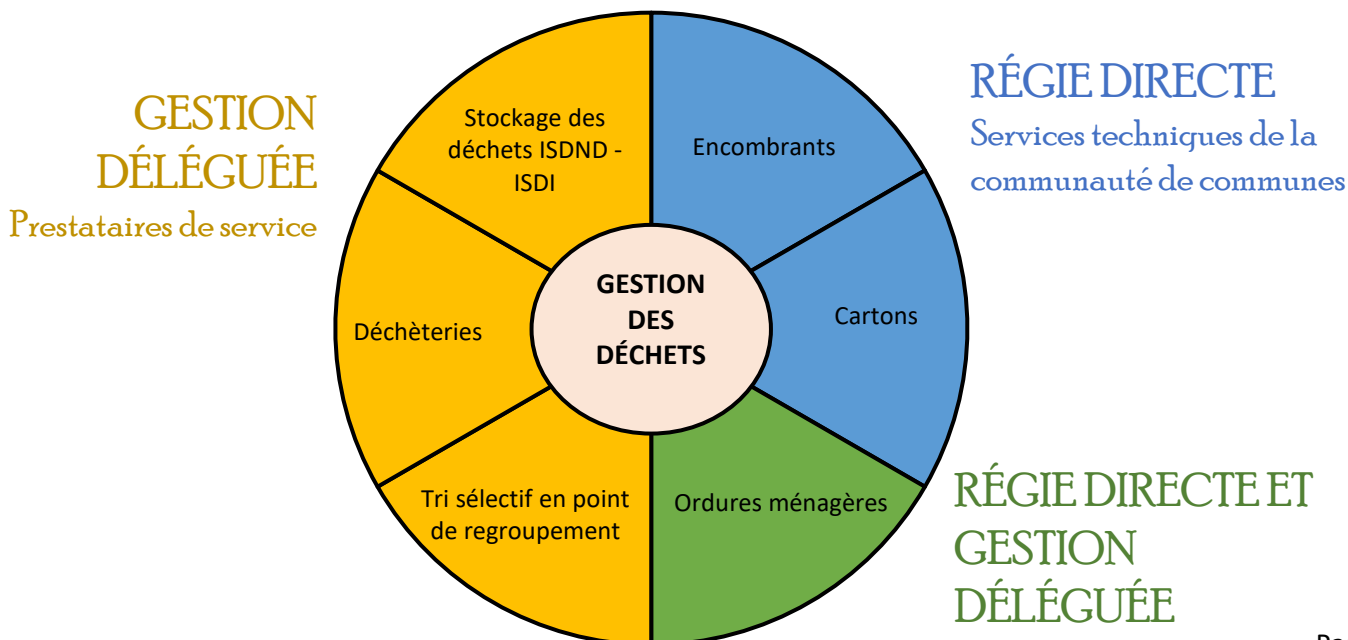 GESTION
DÉLÉGUÉE
Prestataires de service
RÉGIE DIRECTE
Services techniques de la
communauté de communes
Stockage des
déchets ISDND -
ISDI
Encombrants
GESTION
DES
DÉCHETS
Déchèteries
Cartons
Tri sélectif en point
de regroupement
Ordures ménagères
RÉGIE DIRECTE ET
GESTION
DÉLÉGUÉE